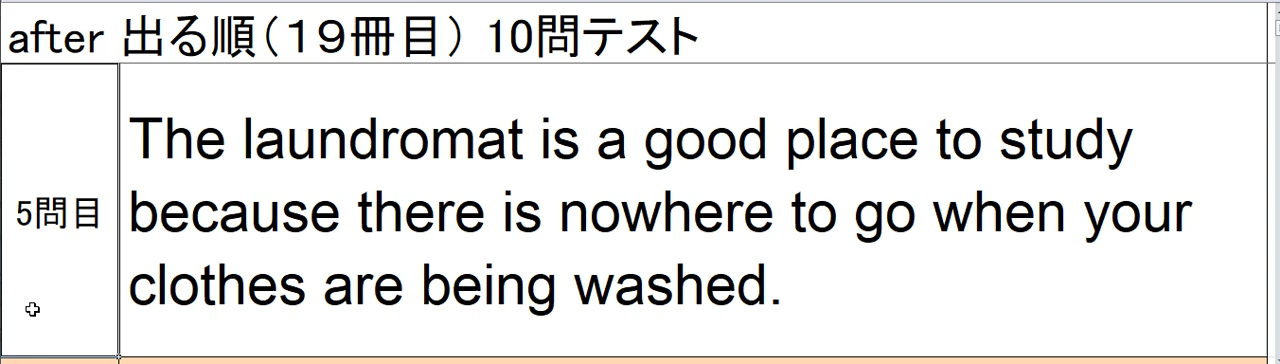 after 出る順（１９冊目） 10問テスト
The laundromat is a good place to study
5問目
because there is nowhere to go when your
clothes are being washed.